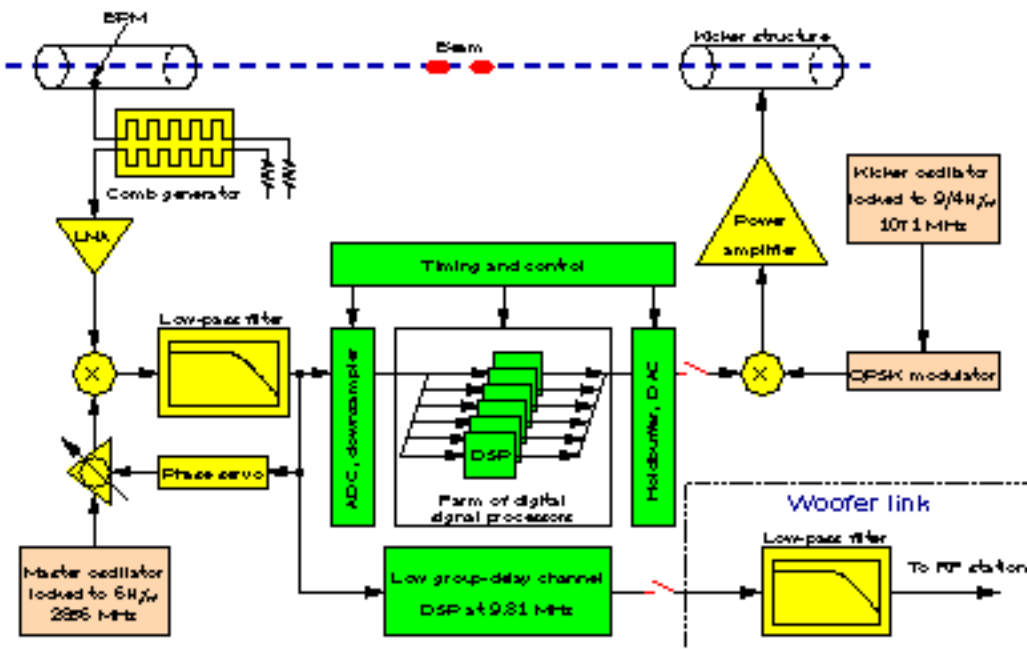 BPM
Beam
Kicker structure
Comb generator
LNA
Kicker oscillator
locked to 9/4
1071 MHz
Power
amplifier
Timing and control
Low-pass filter
X
X
ADC, downsampler
Holdbuffer, DAC
QPSK modulator
DSP
Phase servo
Farm of digital
signal processors
Woofer link
Low-pass filter
To RF station
Master oscillator
locked to
2856 MHz
Low group-delay channel
DSP at 9.81 MHz